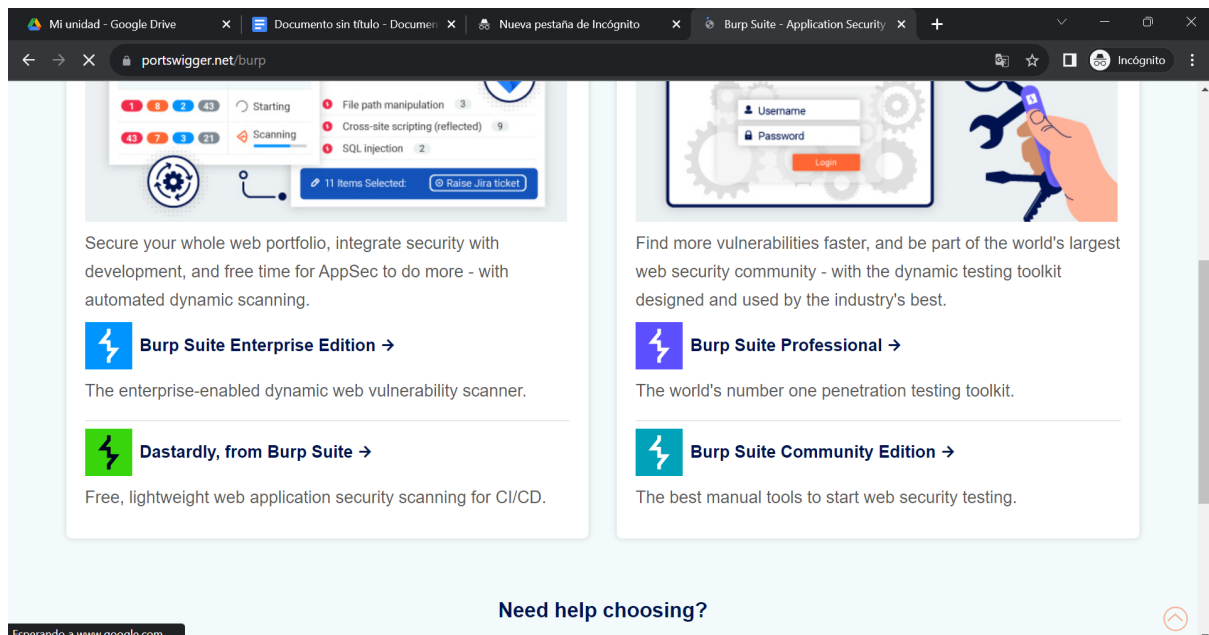 Mi unidad - Google Drive
Documento sin título - Documen
Nueva pestaña de Incógnito
Burp Suite - Application Security
portswigger.net/burp
Incógnito
1 8 2 43 Starting
43 7 3 21 Scanning
File path manipulation 3
Cross-site scripting (reflected) 9
SQL injection 2
11 Items Selected: Raise Jira ticket
Username
Password
Login
Secure your whole web portfolio, integrate security with
development, and free time for AppSec to do more - with
automated dynamic scanning.
Burp Suite Enterprise Edition →
The enterprise-enabled dynamic web vulnerability scanner.
Dastardly, from Burp Suite →
Free, lightweight web application security scanning for CI/CD.
Find more vulnerabilities faster, and be part of the world's largest
web security community - with the dynamic testing toolkit
designed and used by the industry's best.
Burp Suite Professional →
The world's number one penetration testing toolkit.
Burp Suite Community Edition →
The best manual tools to start web security testing.
Need help choosing?
Esperando a www.google.com